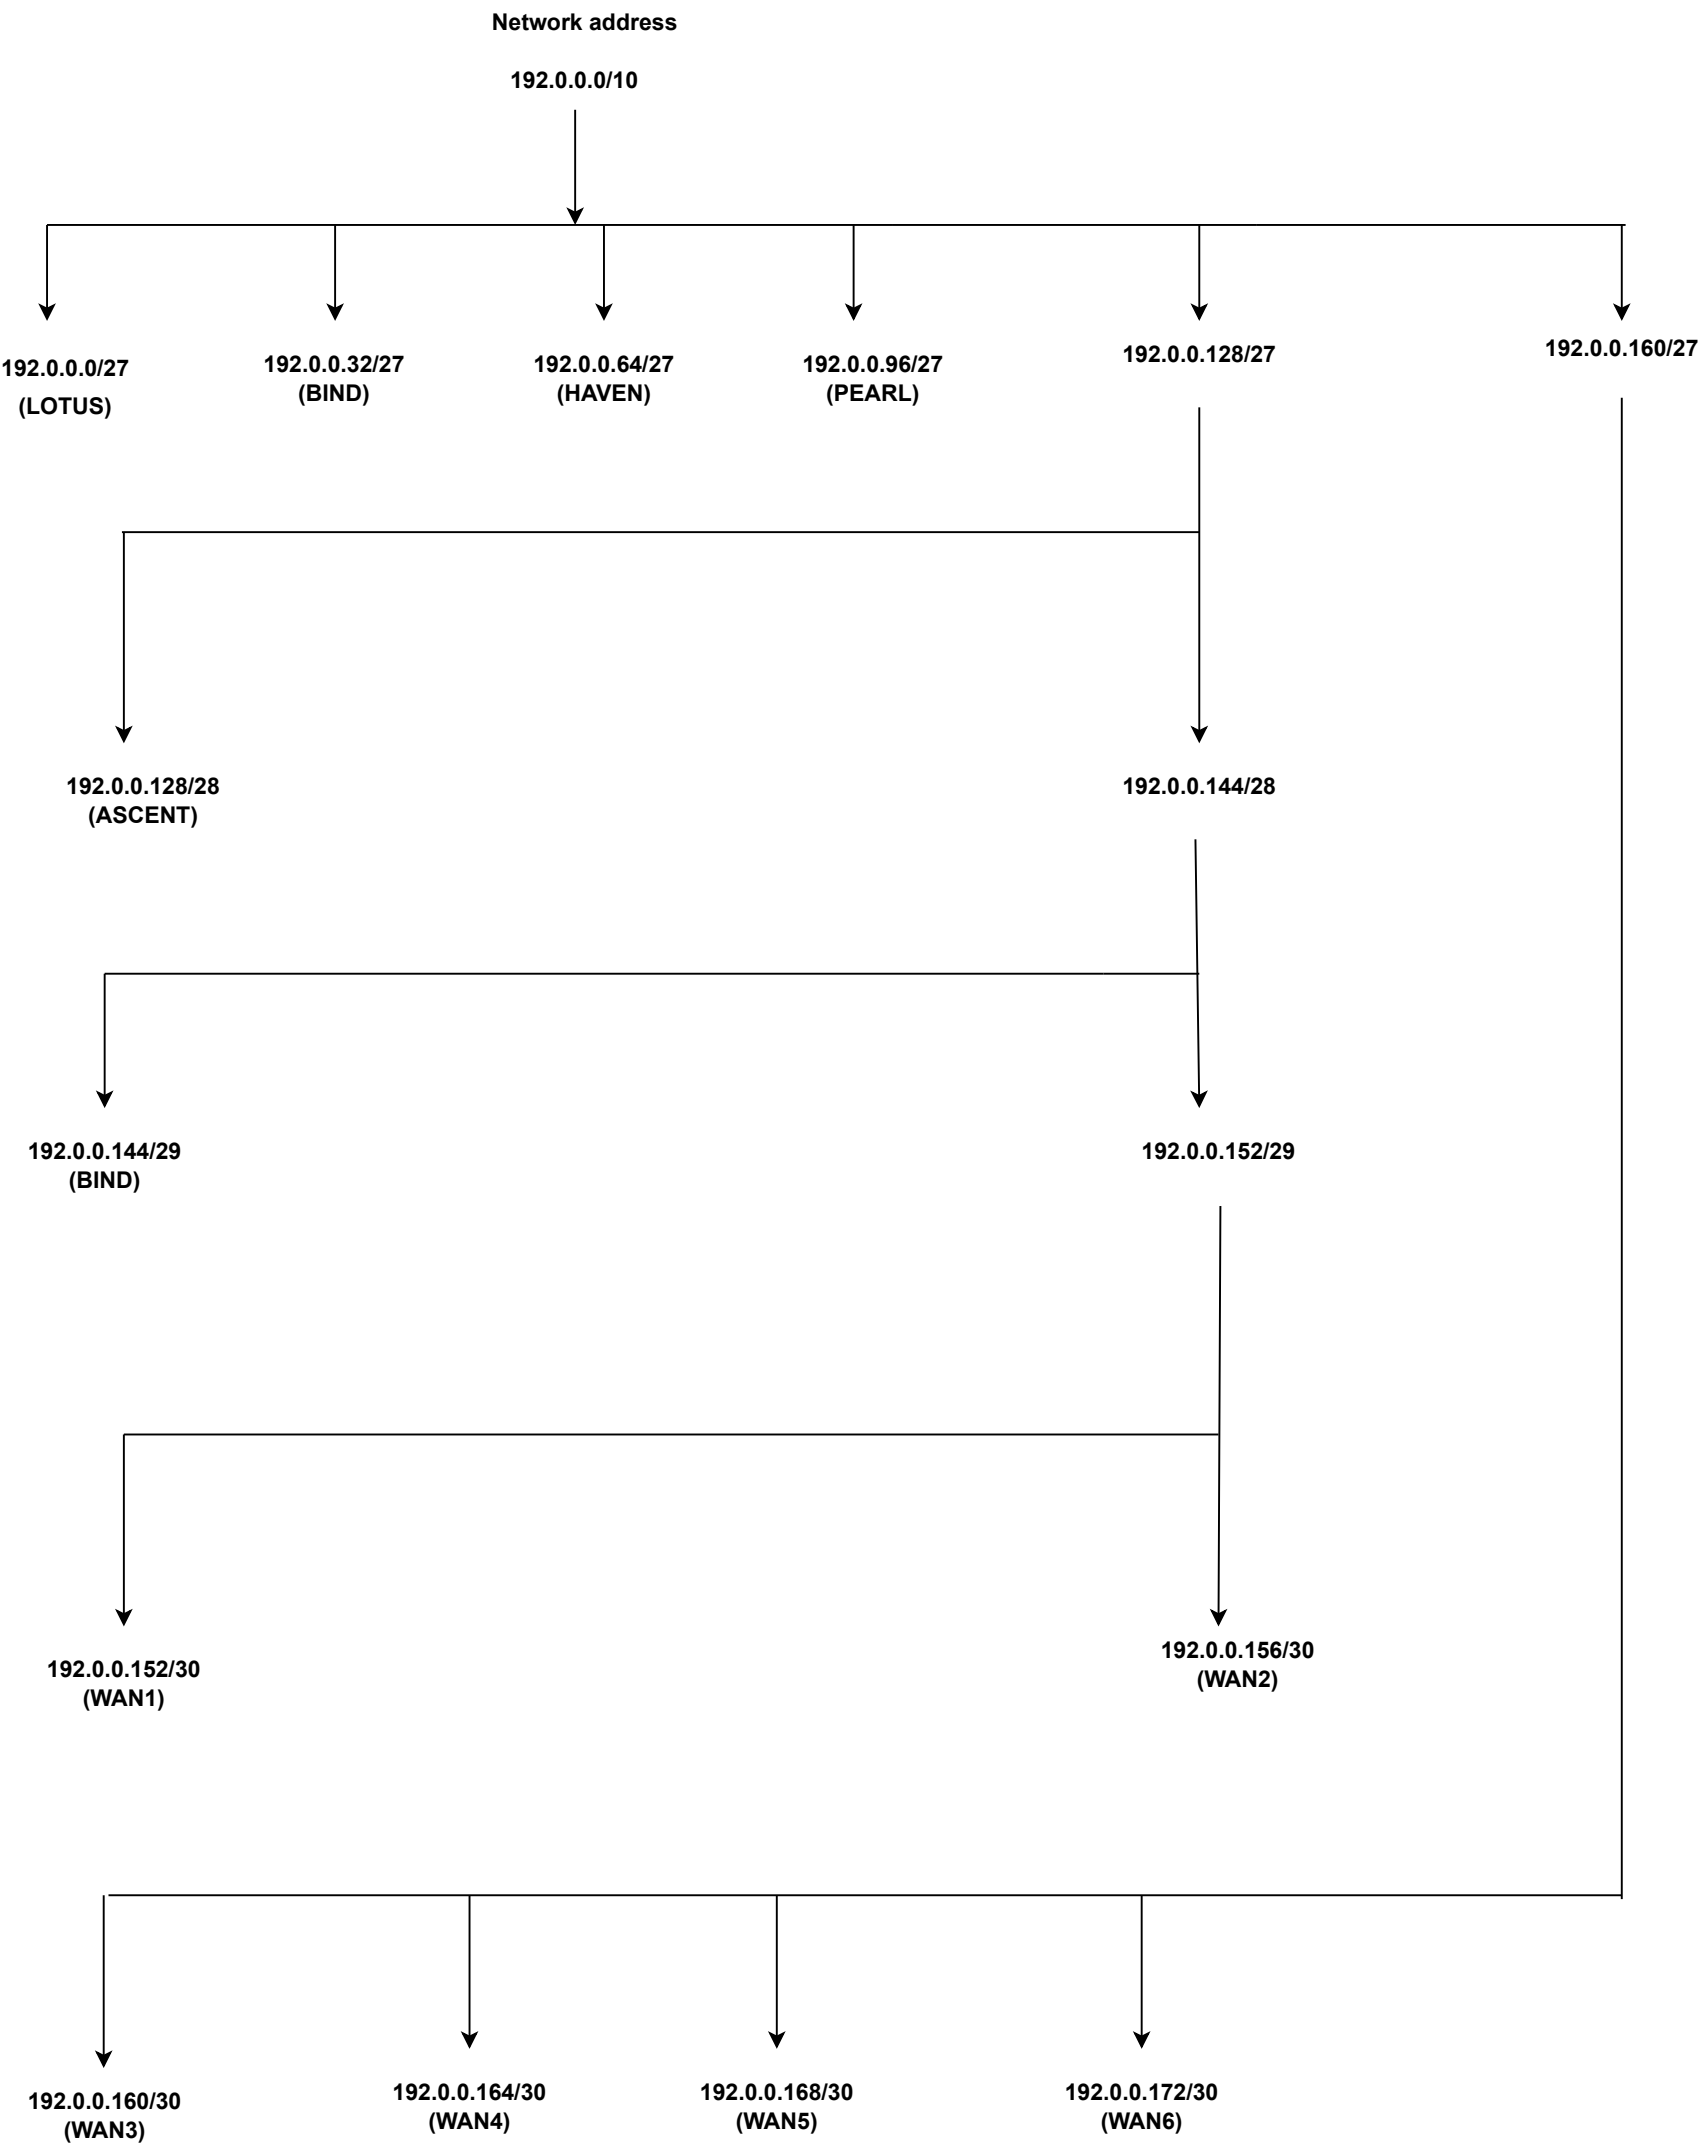 Network address
192.0.0.0/10
192.0.0.0/27
(LOTUS)
192.0.0.32/27
(BIND)
192.0.0.64/27
(HAVEN)
192.0.0.96/27
(PEARL)
192.0.0.128/27
192.0.0.160/27
192.0.0.128/28
(ASCENT)
192.0.0.144/28
192.0.0.144/29
(BIND)
192.0.0.152/29
192.0.0.152/30
(WAN1)
192.0.0.156/30
(WAN2)
192.0.0.160/30
(WAN3)
192.0.0.164/30
(WAN4)
192.0.0.168/30
(WAN5)
192.0.0.172/30
(WAN6)